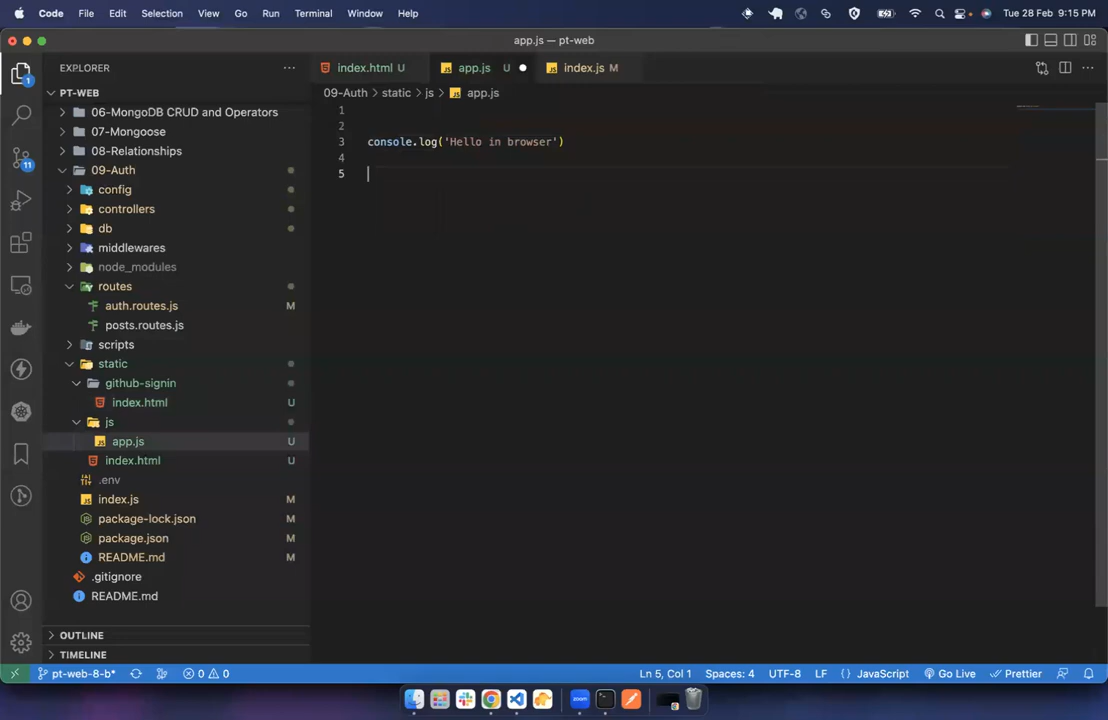 Code File Edit Selection View Go Run Terminal Window Help Tue 28 Feb 9:15 PM
app.js — pt-web
EXPLORER
index.html U
app.js U
index.js M
PT-WEB
09-Auth > static > js > app.js
06-MongoDB CRUD and Operators
07-Mongoose
08-Relationships
09-Auth
config
controllers
db
middlewares
node_modules
routes
auth.routes.js M
posts.routes.js
scripts
static
github-signin
index.html U
js
app.js U
index.html U
.env
index.js M
package-lock.json M
package.json M
README.md M
.gitignore
README.md
OUTLINE
TIMELINE
1
2
3 console.log('Hello in browser')
4
5
1
11
pt-web-8-b* 0 0 Ln 5, Col 1 Spaces: 4 UTF-8 LF {} JavaScript Go Live Prettier
zoom